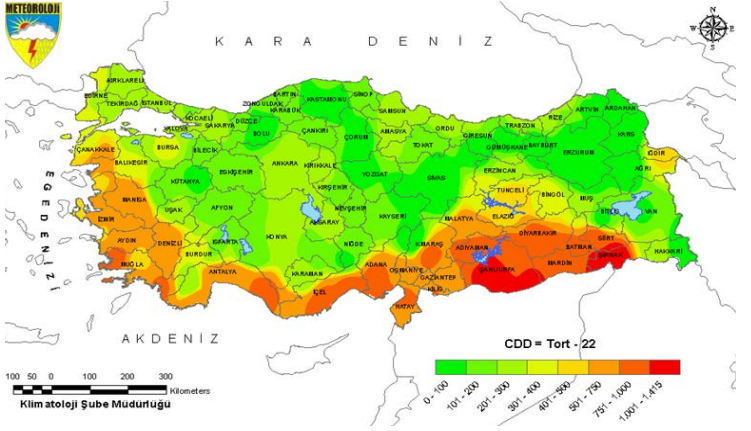 METEOROLOJİ
KARA DENİZ
N
W E
S
KIRKLARELİ
EDİRNE
TEKİRDAĞ İSTANBUL
KOCAELİ
YALOVA
SAKARYA
DÜZCE
ZONGULDAK
BARTIN
KARABÜK
KASTAMONU
SİNOP
SAMSUN
BOLU
ÇANKIRI
ÇORUM
AMASYA
ORDU
GİRESUN
TRABZON
RİZE
ARTVİN
ARDAHAN
KARS
TOKAT
GÜMÜŞHANE
BAYBURT
ERZURUM
IĞDIR
AĞRI
ÇANAKKALE
BALIKESİR
BURSA
BİLECİK
ESKİŞEHİR
ANKARA
KIRIKKALE
YOZGAT
SİVAS
ERZİNCAN
TUNCELİ
BİNGÖL
MUŞ
BİTLİS
VAN
KÜTAHYA
KIRŞEHİR
NEVŞEHİR
KAYSERİ
MALATYA
ELAZIĞ
DİYARBAKIR
BATMAN
SİİRT
ŞIRNAK
HAKKARİ
MANİSA
UŞAK
AFYON
AKSARAY
KONYA
NİĞDE
K.MARAŞ
ADIYAMAN
ŞANLIURFA
MARDİN
İZMİR
AYDIN
DENİZLİ
ISPARTA
BURDUR
MUĞLA
ANTALYA
KARAMAN
İÇEL
ADANA
OSMANİYE
GAZİANTEP
KİLİS
HATAY
EGE DENİZİ
AKDENİZ
CDD = Tort - 22
0 - 100
101 - 200
201 - 300
301 - 400
401 - 500
501 - 750
751 - 1.000
1.001 - 1.415
100 50 0 100 200 300
Kilometers
Klimatoloji Şube Müdürlüğü